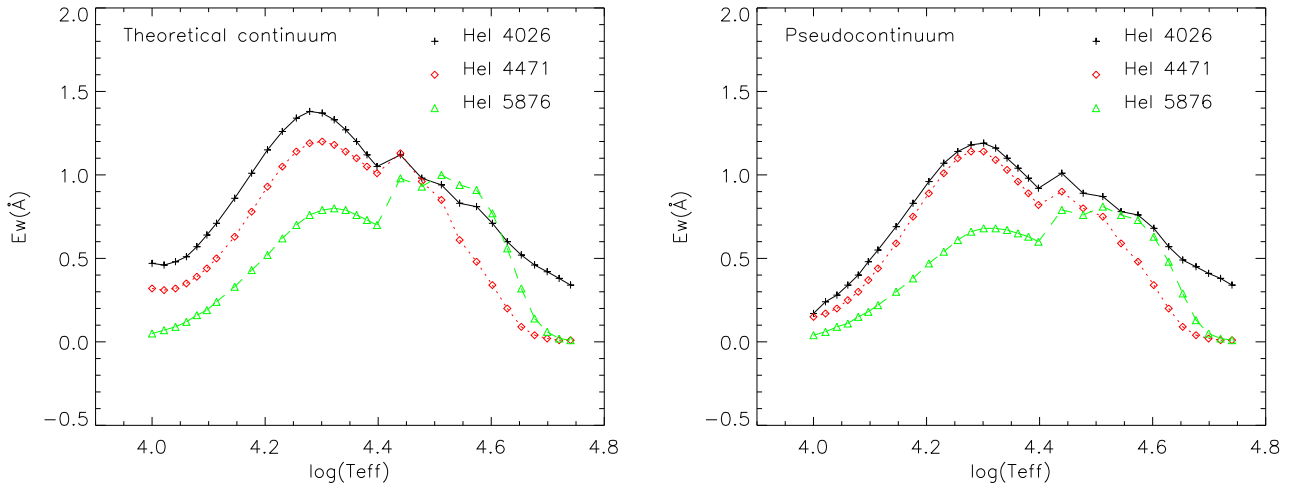 2.0
Theoretical continuum
HeI 4026
HeI 4471
HeI 5876
1.5
1.0
0.5
0.0
−0.5
Ew(Å)
4.0 4.2 4.4 4.6 4.8
log(Teff)
2.0
Pseudocontinuum
HeI 4026
HeI 4471
HeI 5876
1.5
1.0
0.5
0.0
−0.5
Ew(Å)
4.0 4.2 4.4 4.6 4.8
log(Teff)